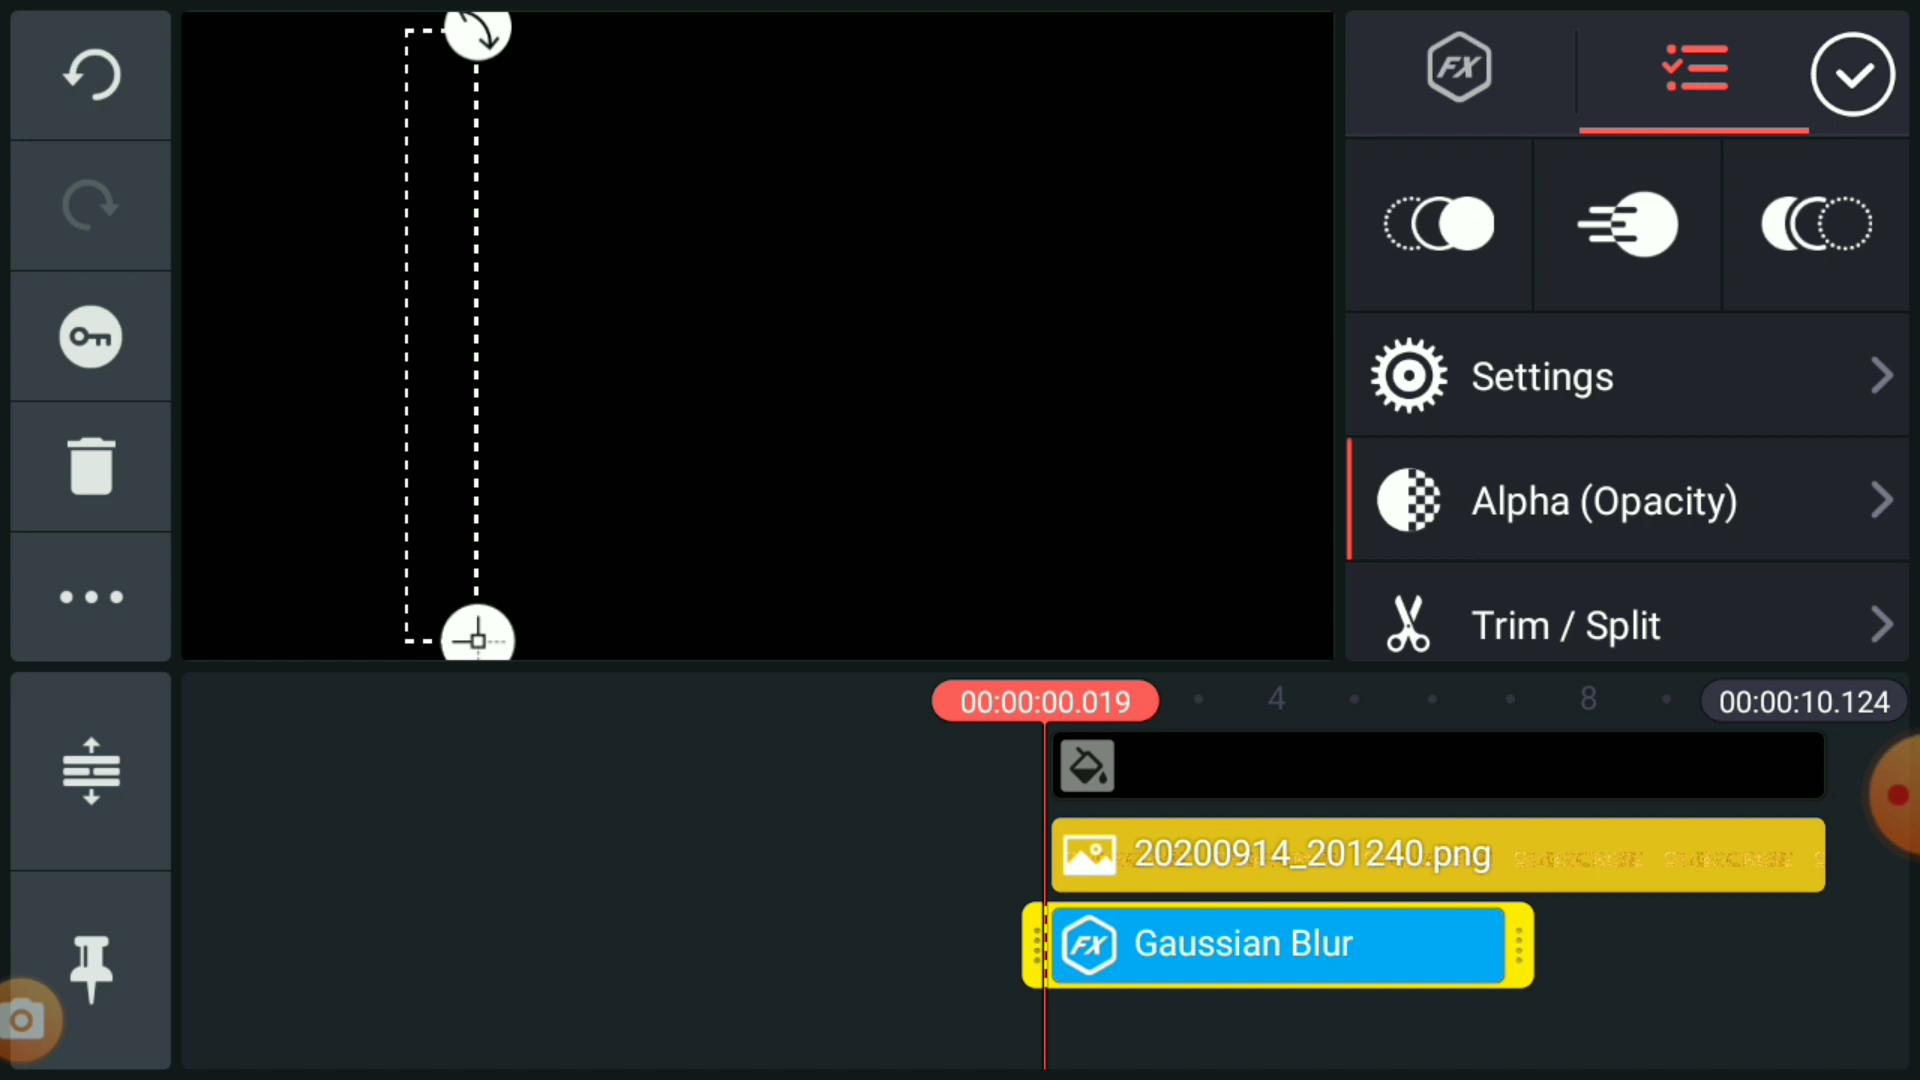 FX
Settings
Alpha (Opacity)
Trim / Split
00:00:00.019
4
8
00:00:10.124
20200914_201240.png
FX Gaussian Blur